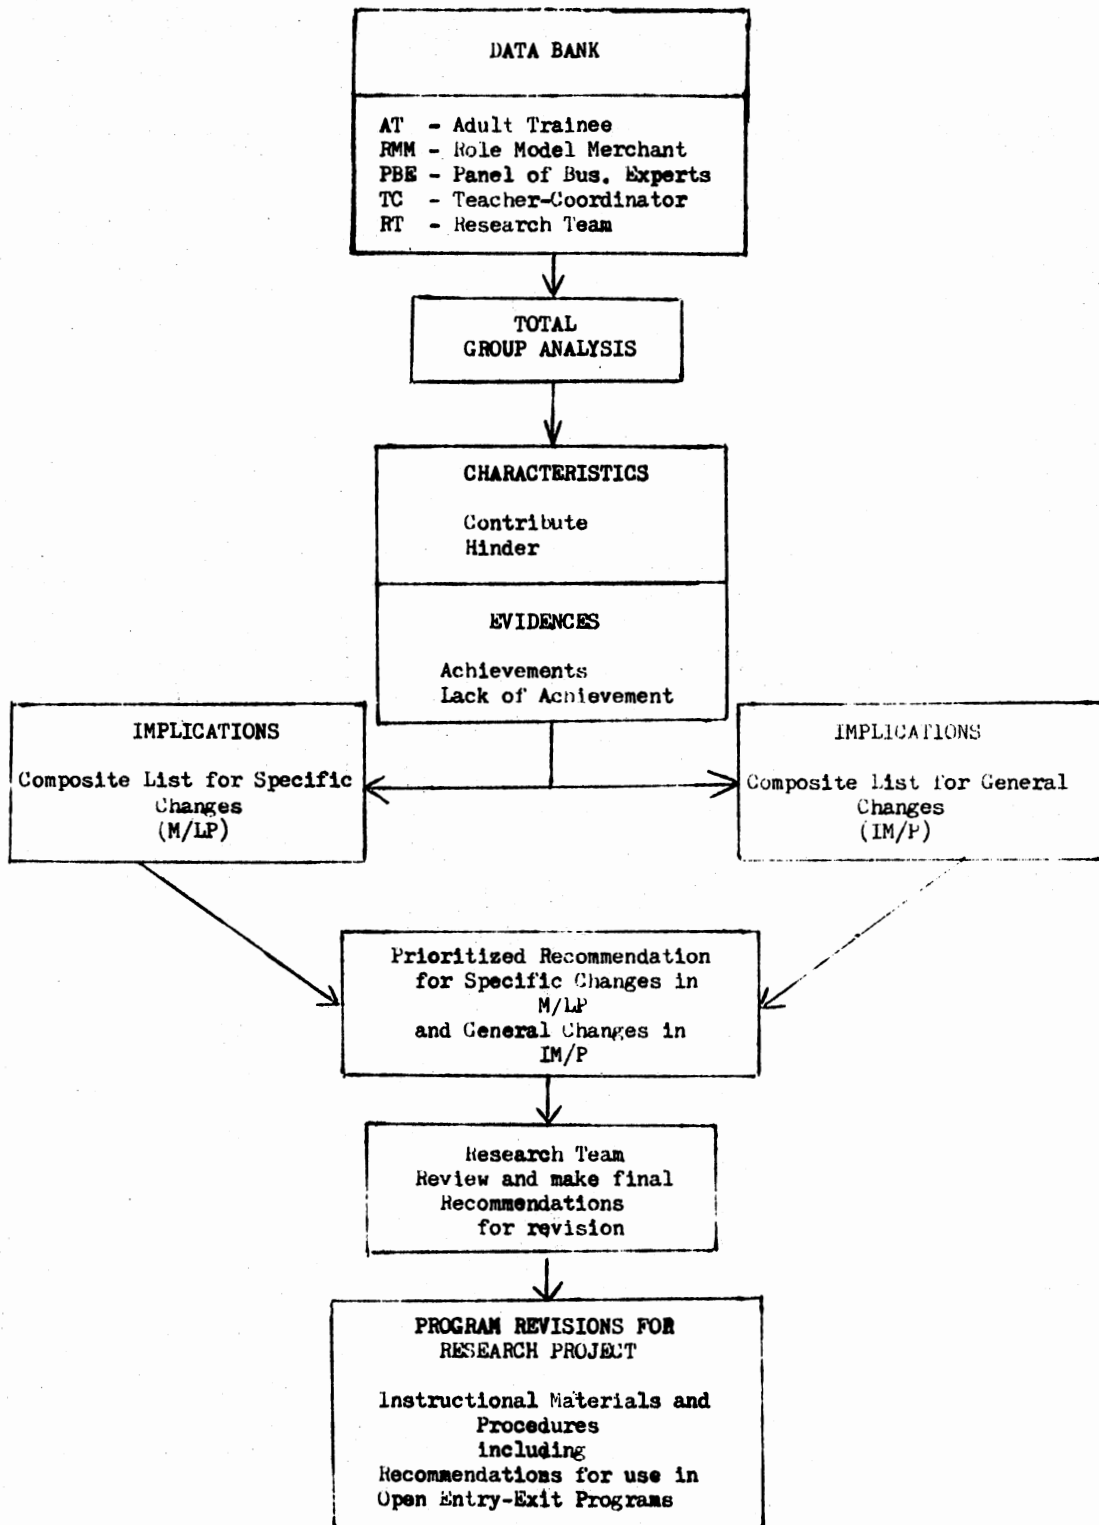 DATA BANK
AT - Adult Trainee
RMM - Role Model Merchant
PBE - Panel of Bus. Experts
TC - Teacher-Coordinator
RT - Research Team
TOTAL
GROUP ANALYSIS
CHARACTERISTICS
Contribute
Hinder
EVIDENCES
Achievements
Lack of Achievement
IMPLICATIONS
Composite List for Specific
Changes
(M/LP)
IMPLICATIONS
Composite List for General
Changes
(IM/P)
Prioritized Recommendation
for Specific Changes in
M/LP
and General Changes in
IM/P
Research Team
Review and make final
Recommendations
for revision
PROGRAM REVISIONS FOR
RESEARCH PROJECT
Instructional Materials and
Procedures
including
Recommendations for use in
Open Entry-Exit Programs